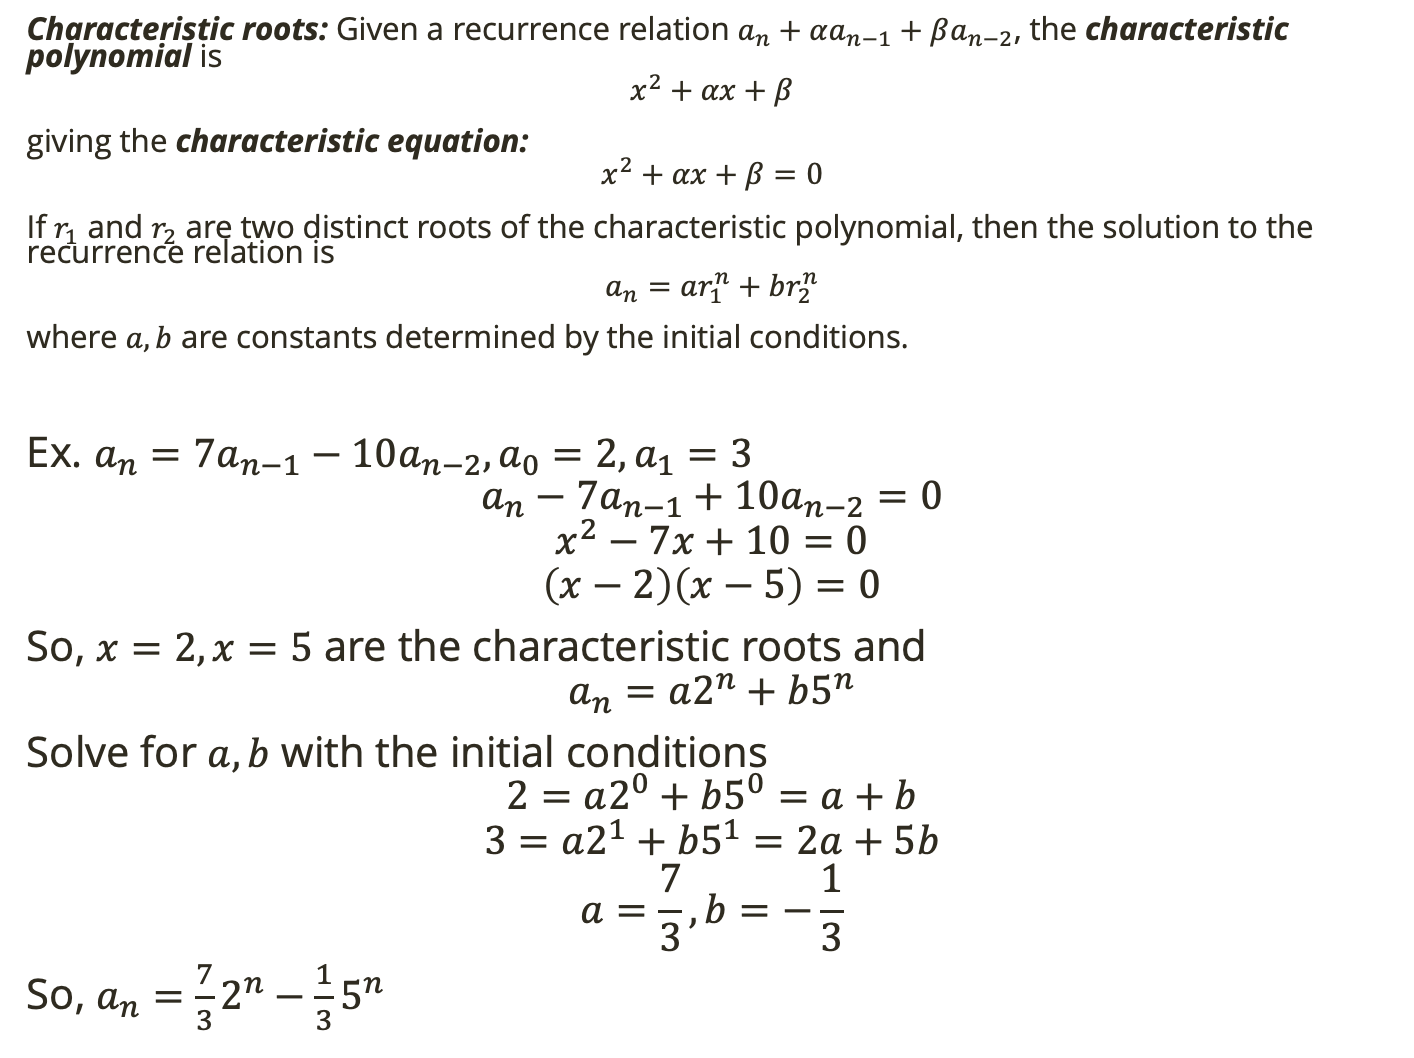 Characteristic roots: Given a recurrence relation aₙ + αaₙ₋₁ + βaₙ₋₂, the characteristic
polynomial is
x² + αx + β
giving the characteristic equation:
x² + αx + β = 0
If r₁ and r₂ are two distinct roots of the characteristic polynomial, then the solution to the
recurrence relation is
aₙ = ar₁ⁿ + br₂ⁿ
where a, b are constants determined by the initial conditions.
Ex. aₙ = 7aₙ₋₁ − 10aₙ₋₂, a₀ = 2, a₁ = 3
aₙ − 7aₙ₋₁ + 10aₙ₋₂ = 0
x² − 7x + 10 = 0
(x − 2)(x − 5) = 0
So, x = 2, x = 5 are the characteristic roots and
aₙ = a2ⁿ + b5ⁿ
Solve for a, b with the initial conditions
2 = a2⁰ + b5⁰ = a + b
3 = a2¹ + b5¹ = 2a + 5b
a = 7/3, b = −1/3
So, aₙ = 7/3 2ⁿ − 1/3 5ⁿ